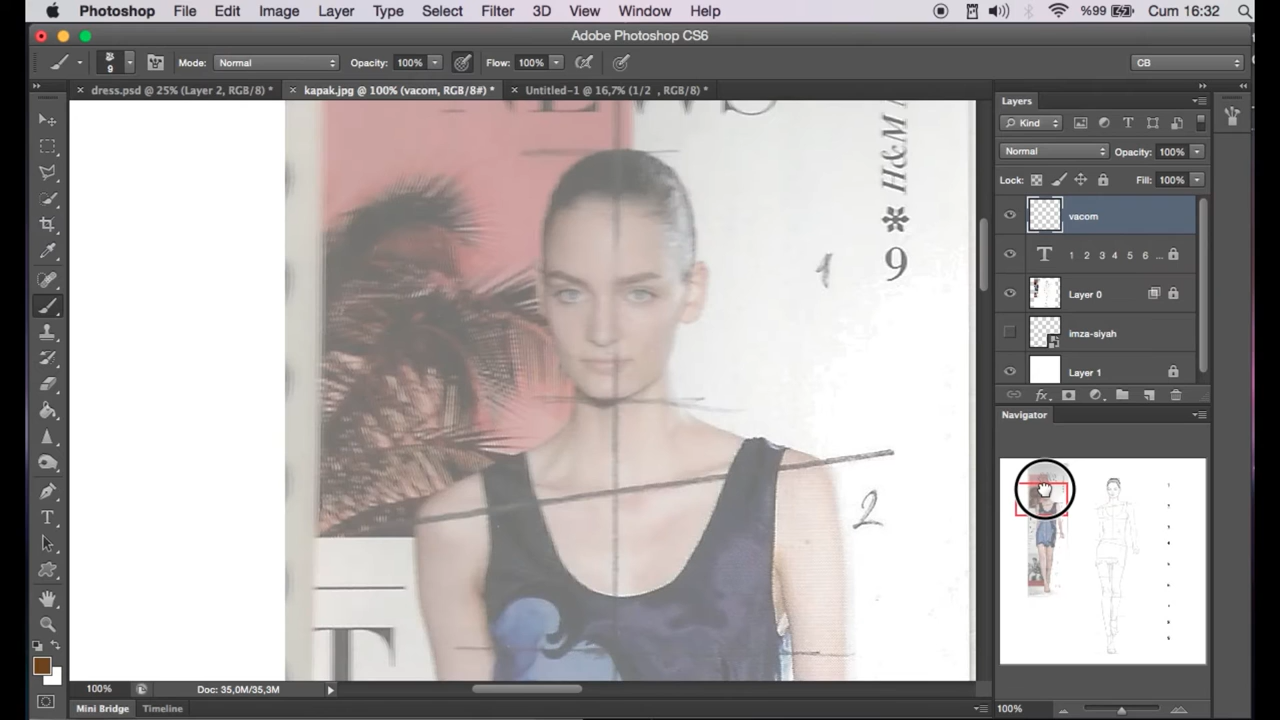 Photoshop File Edit Image Layer Type Select Filter 3D View Window Help %99 Cum 16:32
Adobe Photoshop CS6
9 Mode: Normal Opacity: 100% Flow: 100% CB
dress.psd @ 25% (Layer 2, RGB/8) * kapak.jpg @ 100% (vacom, RGB/8#) * Untitled-1 @ 16,7% (1/2 , RGB/8) *
NEWS
H&M
9
1
2
T
Layers
Kind
Normal Opacity: 100%
Lock: Fill: 100%
vacom
T 1 2 3 4 5 6 ...
Layer 0
imza-siyah
Layer 1
fx
Navigator
100%
100% Doc: 35,0M/35,3M
Mini Bridge Timeline